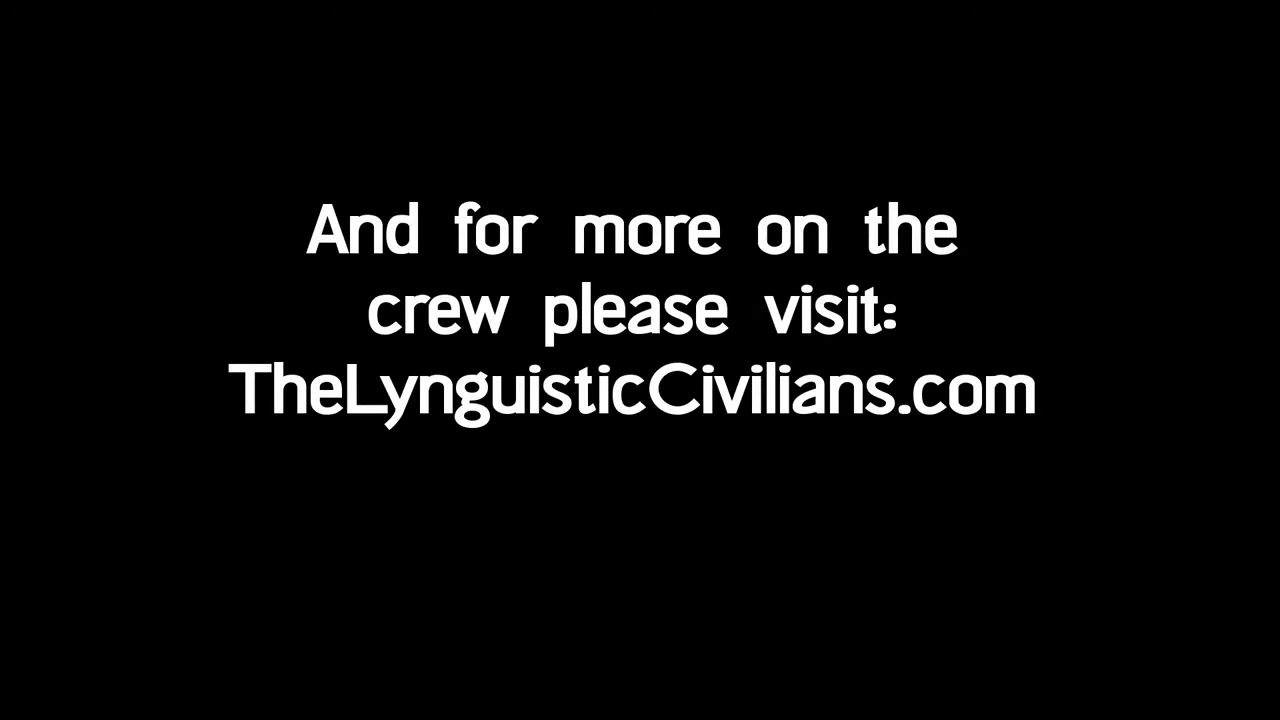 And for more on the
crew please visit:
TheLynguisticCivilians.com